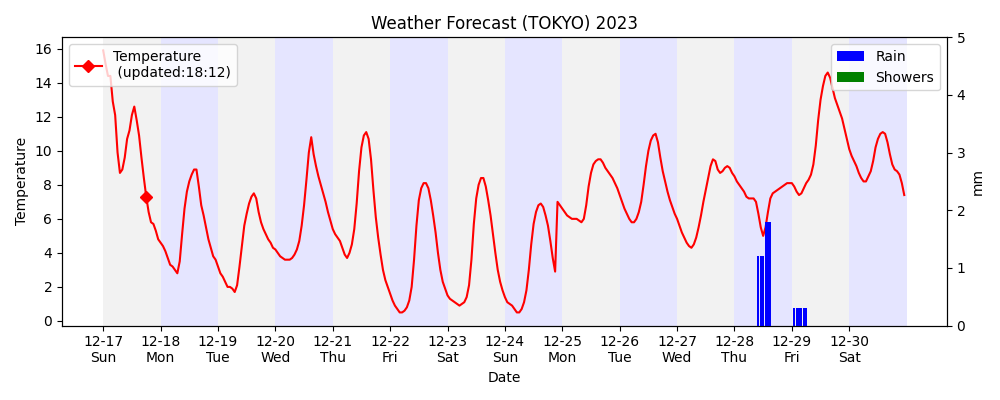 Weather Forecast (TOKYO) 2023
Temperature
(updated:18:12)
Rain
Showers
16
14
12
10
8
6
4
2
0
Temperature
5
4
3
2
1
0
mm
12-17 12-18 12-19 12-20 12-21 12-22 12-23 12-24 12-25 12-26 12-27 12-28 12-29 12-30
Sun Mon Tue Wed Thu Fri Sat Sun Mon Tue Wed Thu Fri Sat
Date